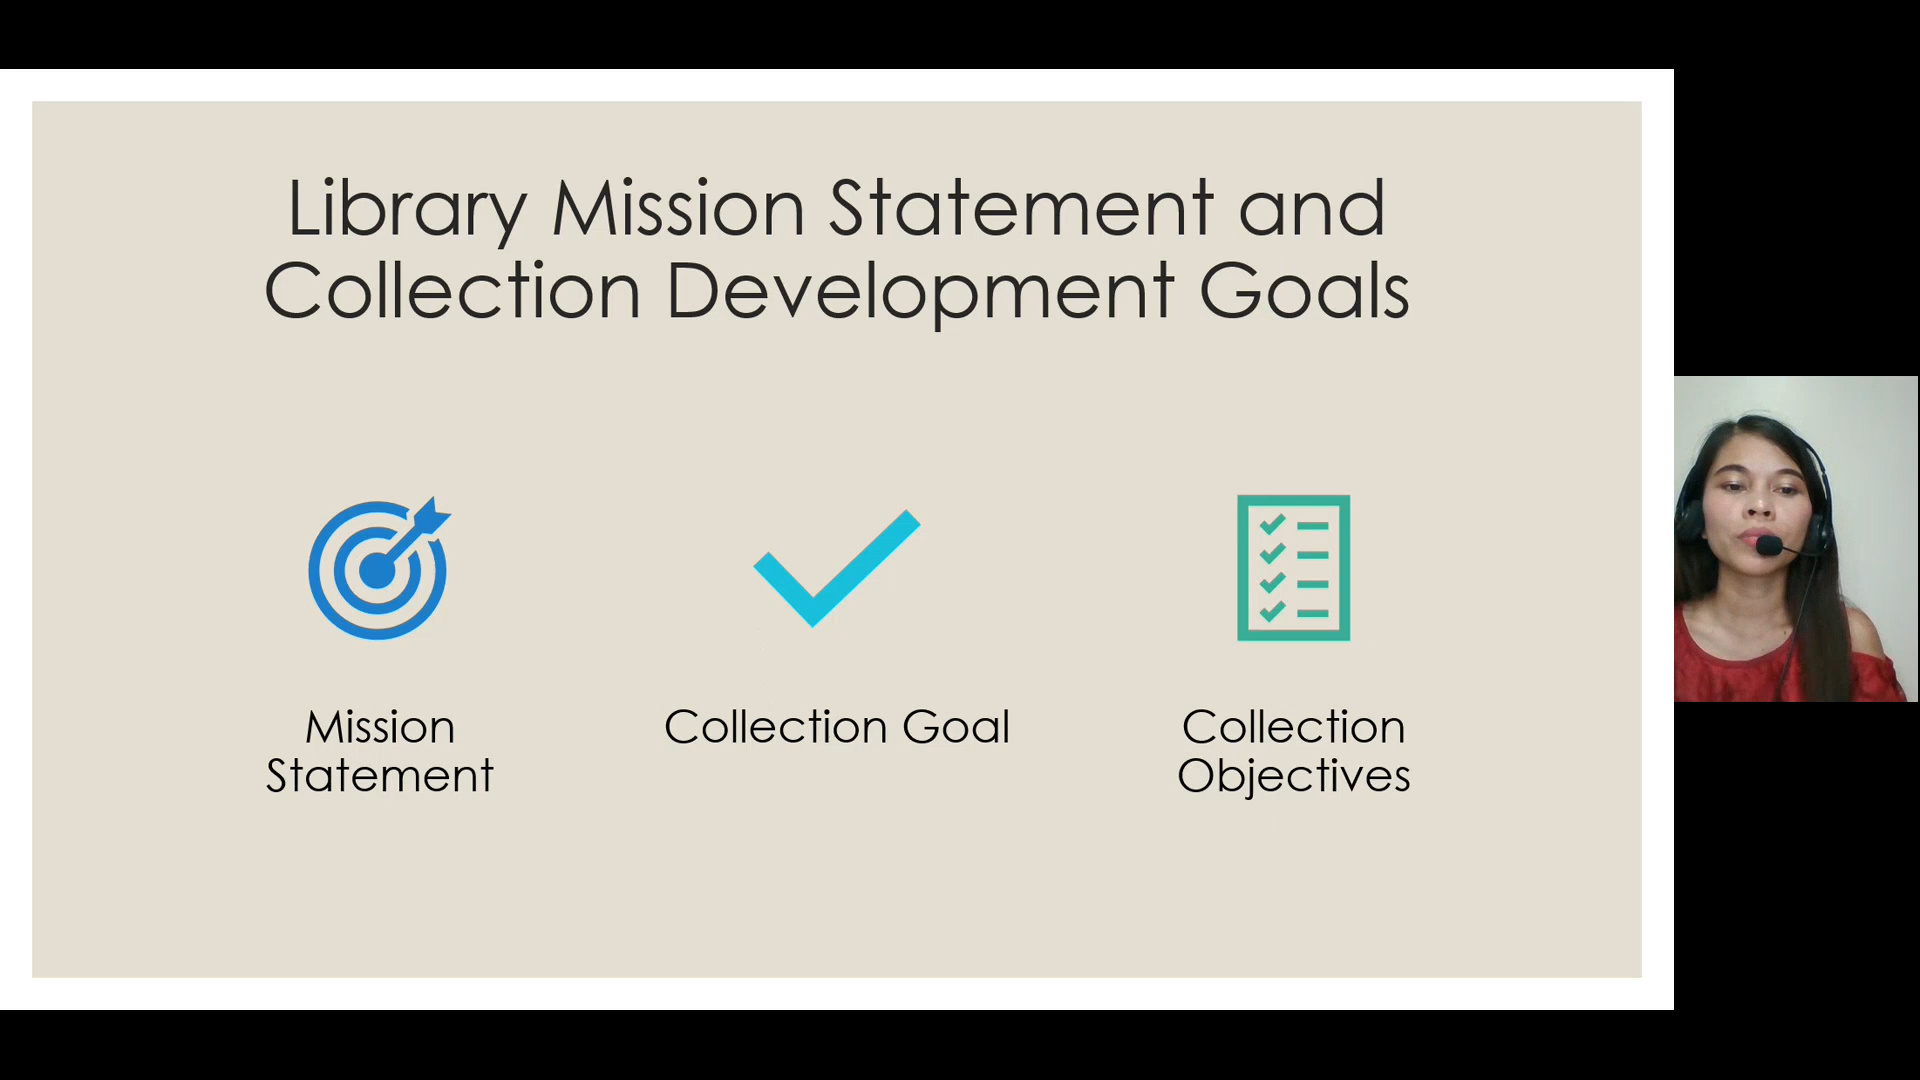 Library Mission Statement and
Collection Development Goals
Mission
Statement
Collection Goal
Collection
Objectives